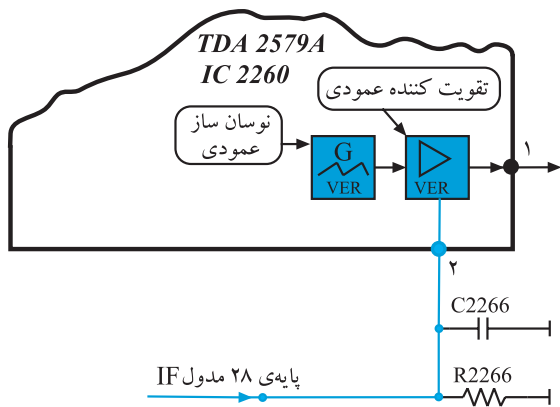 TDA 2579A
IC 2260
تقویت کننده عمودی
نوسان ساز
عمودی
G
VER
VER
۱
۲
C2266
R2266
پایه‌ی ۲۸ مدول IF